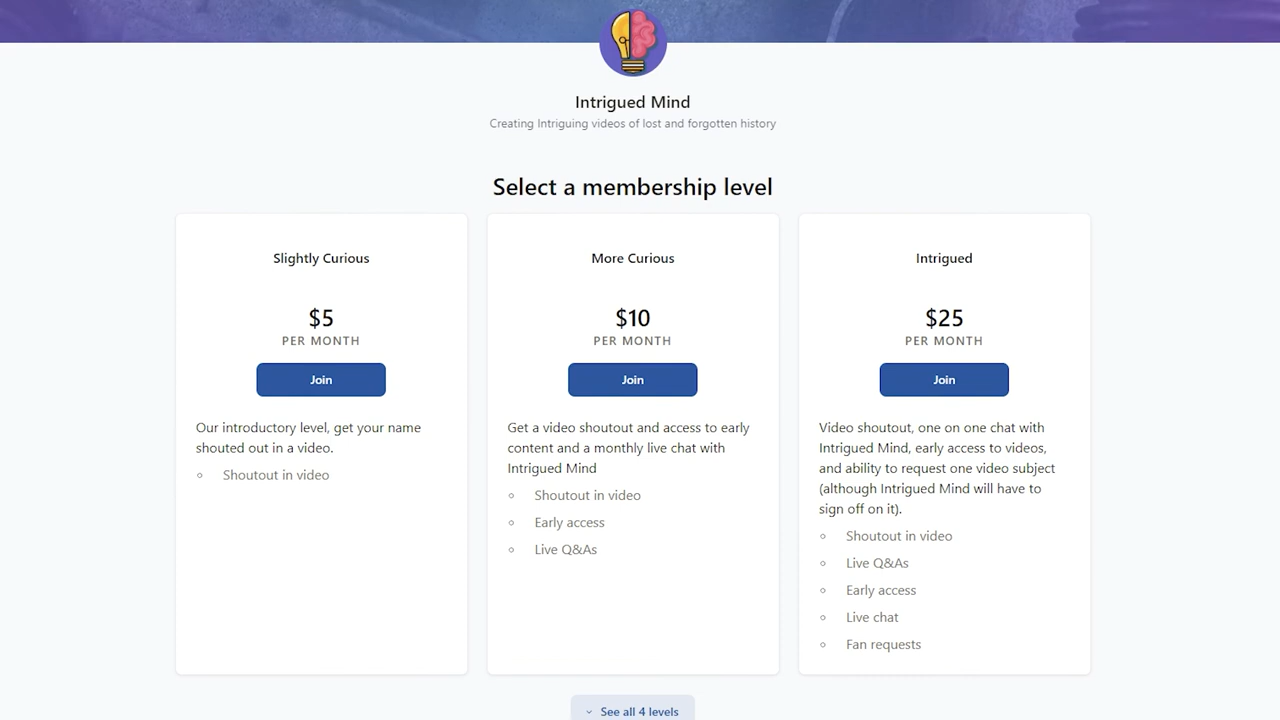 Intrigued Mind
Creating Intriguing videos of lost and forgotten history
Select a membership level
Slightly Curious
$5
PER MONTH
Join
Our introductory level, get your name
shouted out in a video.
Shoutout in video
More Curious
$10
PER MONTH
Join
Get a video shoutout and access to early
content and a monthly live chat with
Intrigued Mind
Shoutout in video
Early access
Live Q&As
Intrigued
$25
PER MONTH
Join
Video shoutout, one on one chat with
Intrigued Mind, early access to videos,
and ability to request one video subject
(although Intrigued Mind will have to
sign off on it).
Shoutout in video
Live Q&As
Early access
Live chat
Fan requests
See all 4 levels